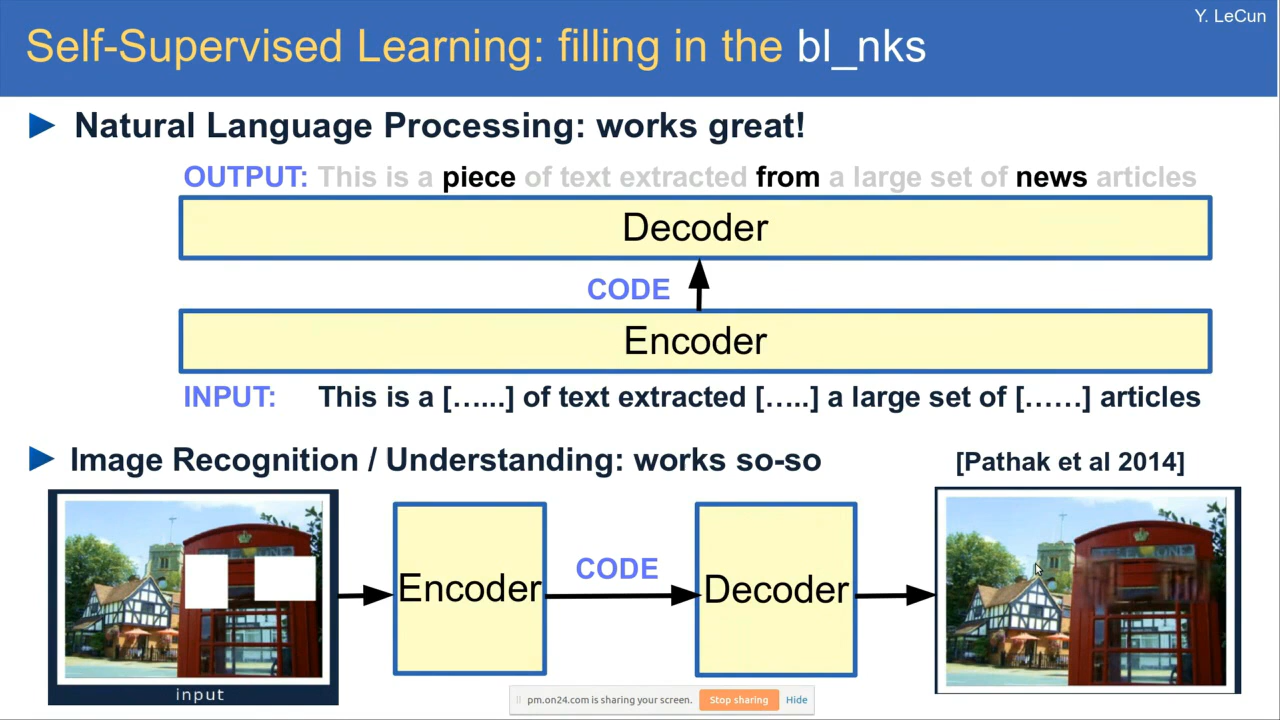 Y. LeCun
Self-Supervised Learning: filling in the bl_nks
Natural Language Processing: works great!
OUTPUT: This is a piece of text extracted from a large set of news articles
Decoder
CODE
Encoder
INPUT: This is a […...] of text extracted […..] a large set of [……] articles
Image Recognition / Understanding: works so-so
[Pathak et al 2014]
Encoder
CODE
Decoder
input
pm.on24.com is sharing your screen.
Stop sharing
Hide